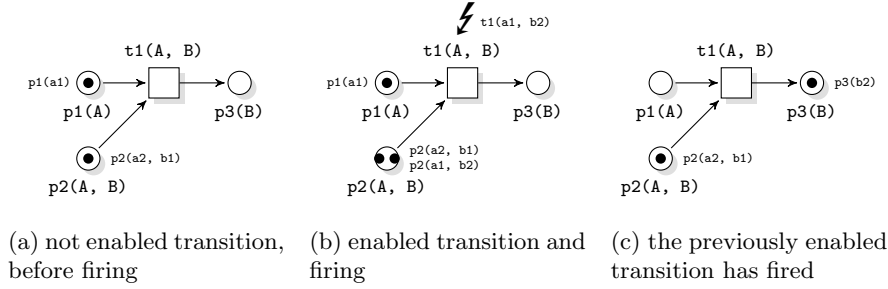 t1(A, B)
p1(a1)
p1(A)
p3(B)
p2(a2, b1)
p2(A, B)
(a) not enabled transition,
before firing
t1(a1, b2)
t1(A, B)
p1(a1)
p1(A)
p3(B)
p2(a2, b1)
p2(a1, b2)
p2(A, B)
(b) enabled transition and
firing
t1(A, B)
p3(b2)
p1(A)
p3(B)
p2(a2, b1)
p2(A, B)
(c) the previously enabled
transition has fired